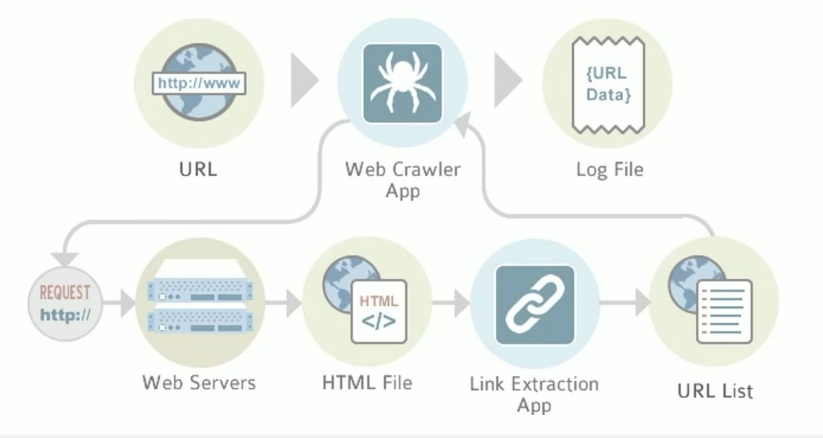 http://www
{URL
Data}
URL
Web Crawler
App
Log File
REQUEST
http://
HTML
</>
Web Servers
HTML File
Link Extraction
App
URL List